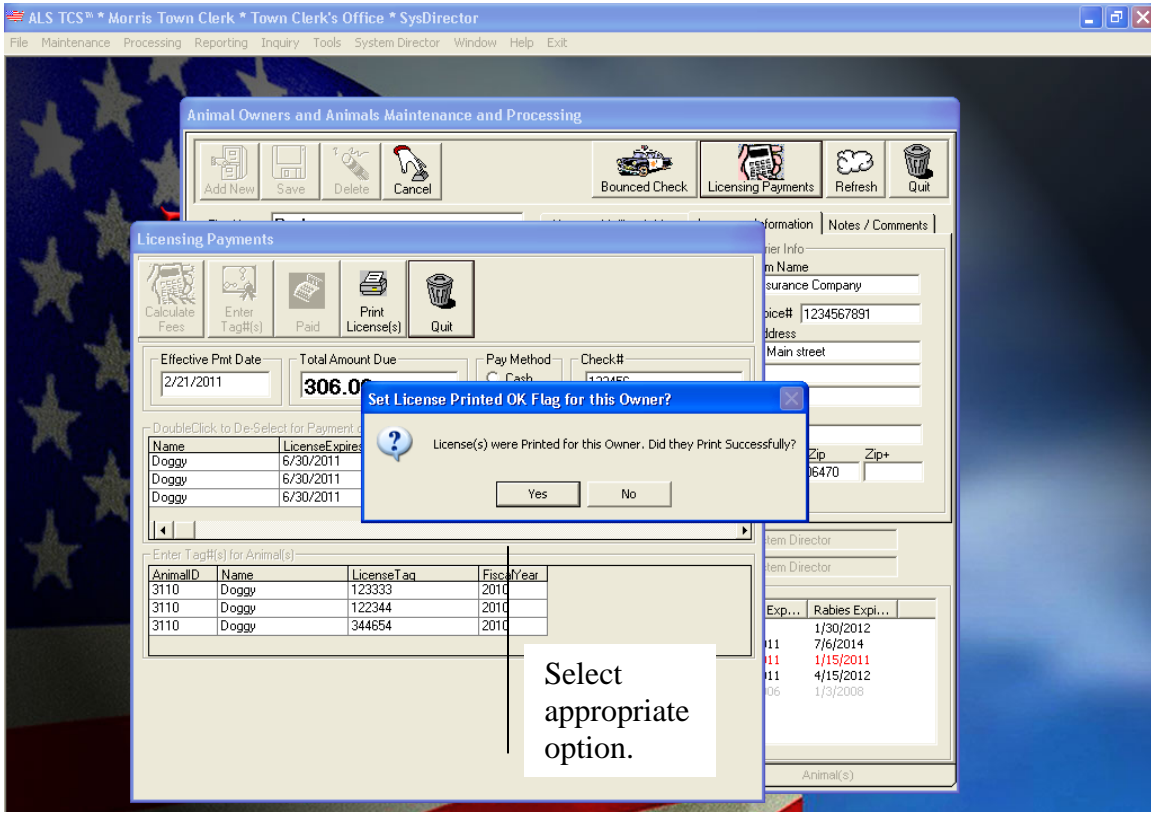 ALS TCS™ * Morris Town Clerk * Town Clerk's Office * SysDirector
File Maintenance Processing Reporting Inquiry Tools System Director Window Help Exit
Animal Owners and Animals Maintenance and Processing
Add New Save Delete Cancel Bounced Check Licensing Payments Refresh Quit
formation Notes / Comments
Licensing Payments
rier Info
m Name
surance Company
Calculate Fees
Enter Tag#(s)
Paid
Print License(s)
Quit
oice# 1234567891
ddress
Main street
Effective Pmt Date Total Amount Due Pay Method Check#
2/21/2011 306.0 Cash 123456
Set License Printed OK Flag for this Owner?
License(s) were Printed for this Owner. Did they Print Successfully?
Yes No
DoubleClick to De-Select for Payment
Name LicenseExpires
Doggy 6/30/2011
Doggy 6/30/2011
Doggy 6/30/2011
Zip Zip+
06470
tem Director
tem Director
Enter Tag#(s) for Animal(s)
AnimalID Name LicenseTag FiscalYear
3110 Doggy 123333 2010
3110 Doggy 122344 2010
3110 Doggy 344654 2010
Exp... Rabies Expi...
1/30/2012
011 7/6/2014
011 1/15/2011
011 4/15/2012
006 1/3/2008
Select
appropriate
option.
Animal(s)